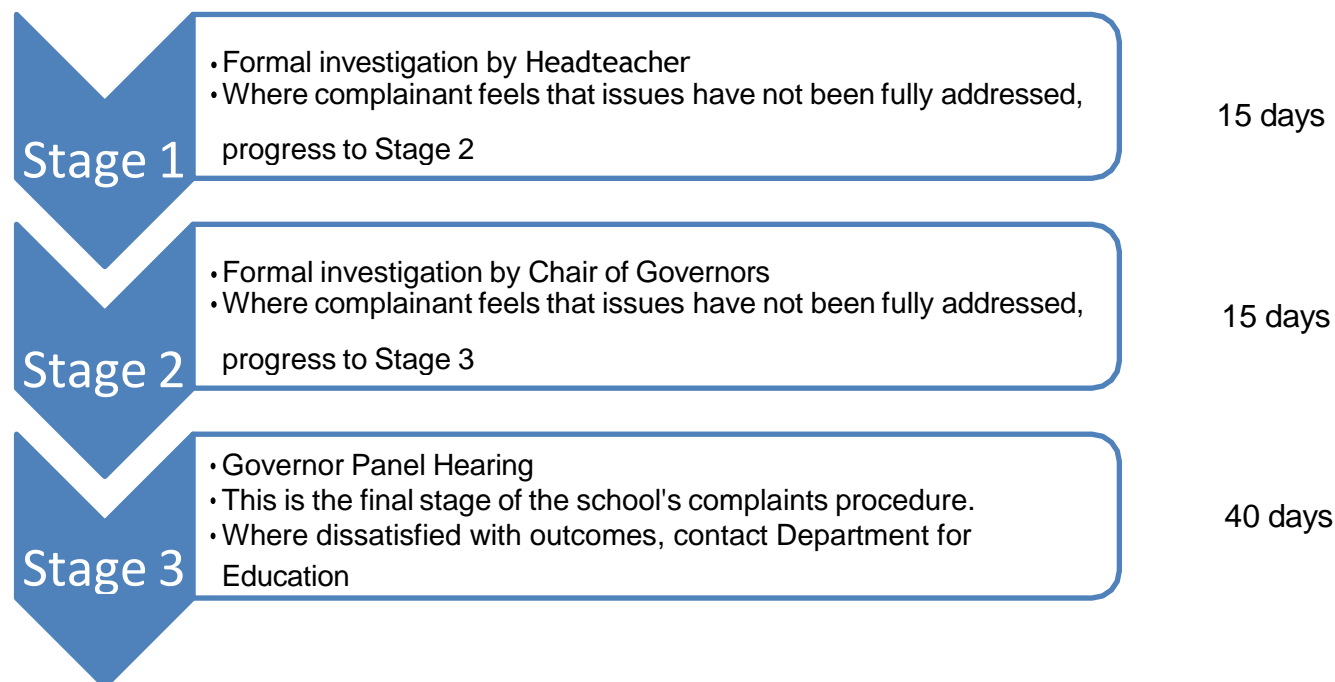 Stage 1
• Formal investigation by Headteacher
• Where complainant feels that issues have not been fully addressed,
progress to Stage 2
15 days
Stage 2
• Formal investigation by Chair of Governors
• Where complainant feels that issues have not been fully addressed,
progress to Stage 3
15 days
Stage 3
• Governor Panel Hearing
• This is the final stage of the school's complaints procedure.
• Where dissatisfied with outcomes, contact Department for
Education
40 days